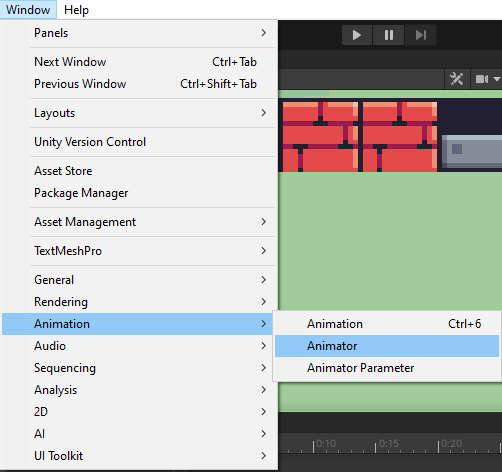 Window Help
Panels
Next Window Ctrl+Tab
Previous Window Ctrl+Shift+Tab
Layouts
Unity Version Control
Asset Store
Package Manager
Asset Management
TextMeshPro
General
Rendering
Animation
Audio
Sequencing
Analysis
2D
AI
UI Toolkit
Animation Ctrl+6
Animator
Animator Parameter
0:10 0:15 0:20